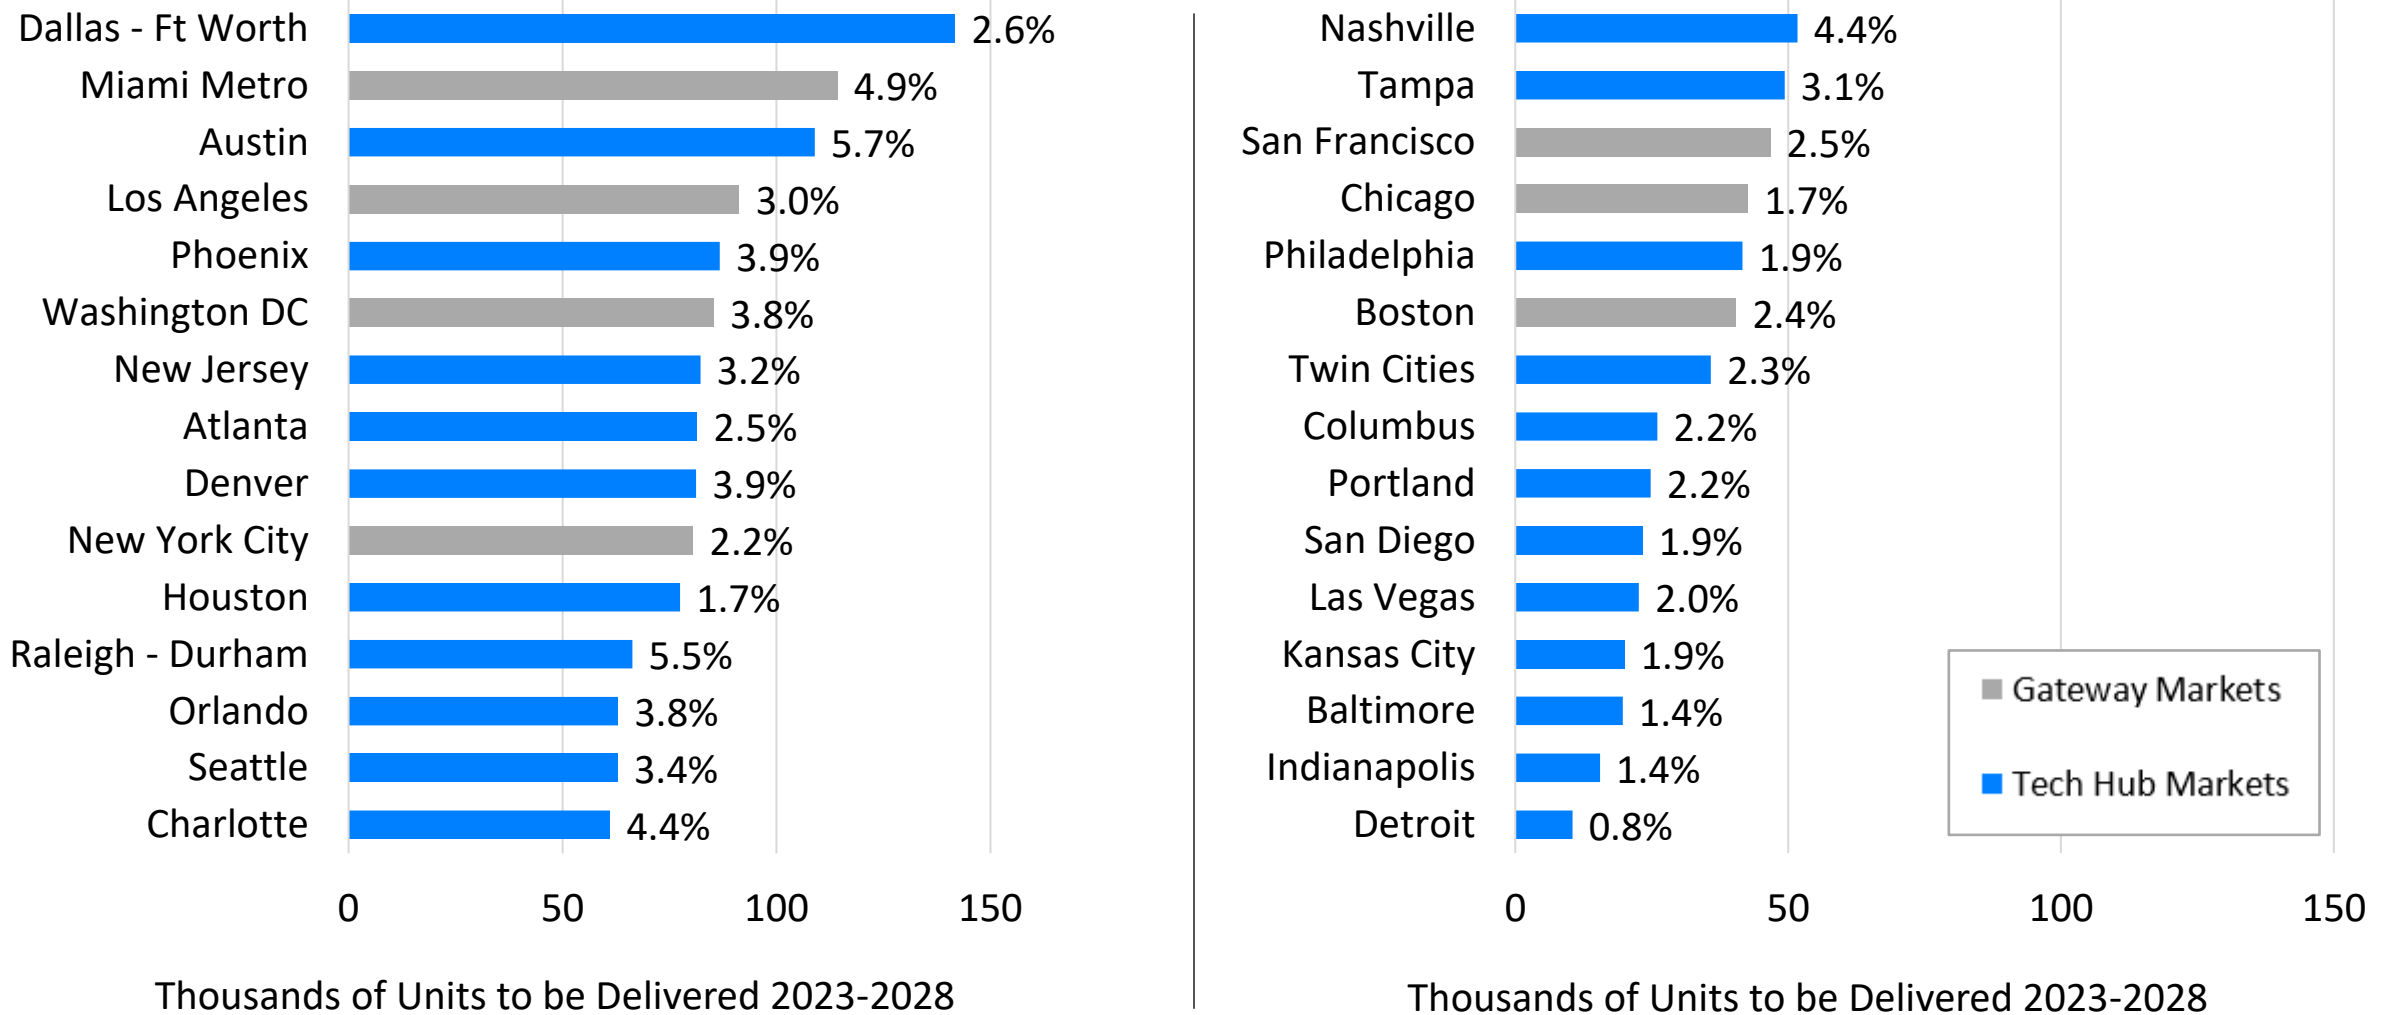 Dallas - Ft Worth 2.6%
Miami Metro 4.9%
Austin 5.7%
Los Angeles 3.0%
Phoenix 3.9%
Washington DC 3.8%
New Jersey 3.2%
Atlanta 2.5%
Denver 3.9%
New York City 2.2%
Houston 1.7%
Raleigh - Durham 5.5%
Orlando 3.8%
Seattle 3.4%
Charlotte 4.4%
0 50 100 150
Thousands of Units to be Delivered 2023-2028
Nashville 4.4%
Tampa 3.1%
San Francisco 2.5%
Chicago 1.7%
Philadelphia 1.9%
Boston 2.4%
Twin Cities 2.3%
Columbus 2.2%
Portland 2.2%
San Diego 1.9%
Las Vegas 2.0%
Kansas City 1.9%
Baltimore 1.4%
Indianapolis 1.4%
Detroit 0.8%
Gateway Markets
Tech Hub Markets
0 50 100 150
Thousands of Units to be Delivered 2023-2028